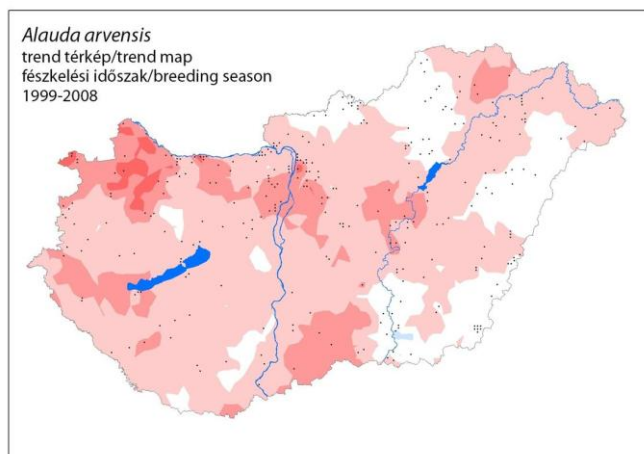 Alauda arvensis
trend térkép/trend map
fészkelési időszak/breeding season
1999-2008